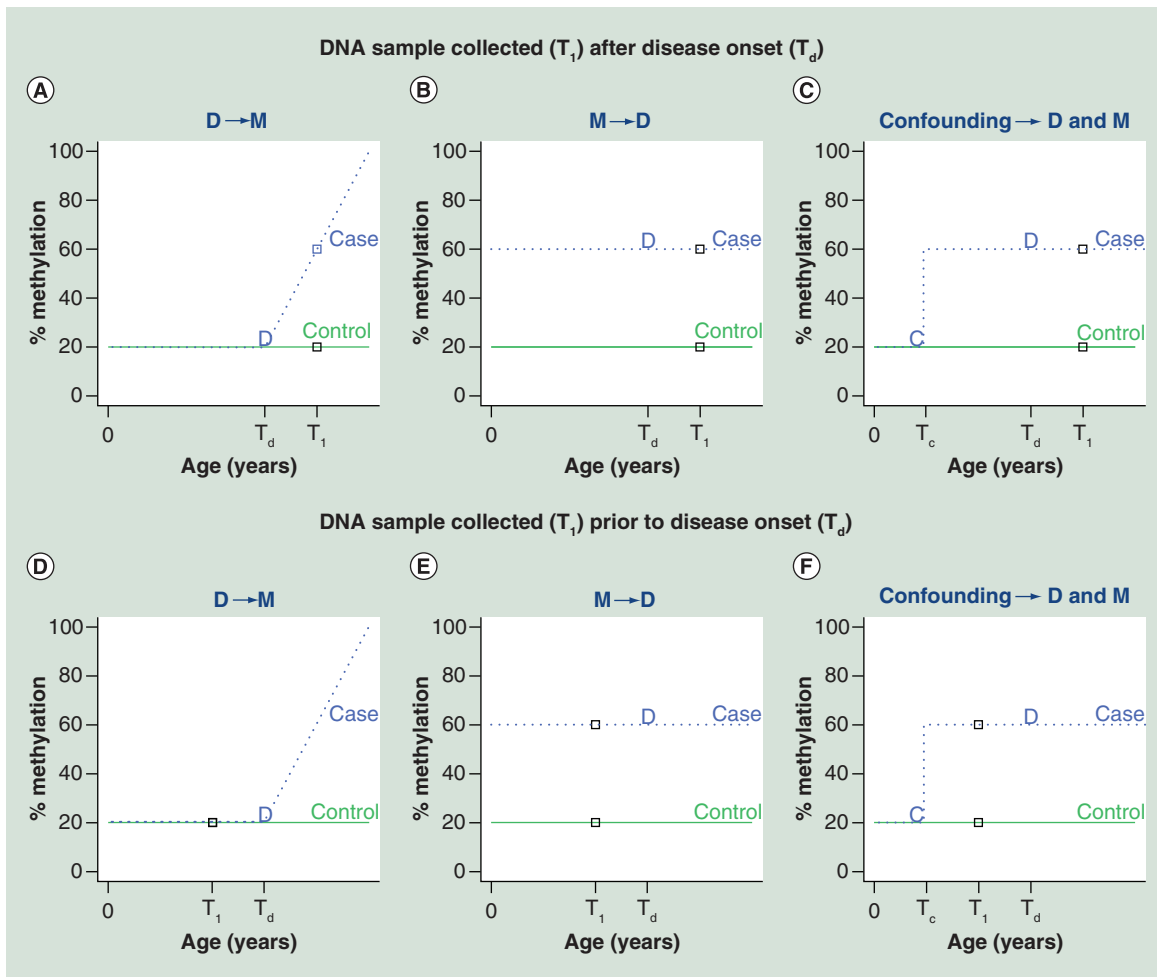 DNA sample collected (T1) after disease onset (Td)
A
B
C
D → M
M → D
Confounding → D and M
% methylation
100
80
60
40
20
0
D
Case
Control
0
Td
T1
Age (years)
% methylation
100
80
60
40
20
0
D
Case
Control
0
Td
T1
Age (years)
% methylation
100
80
60
40
20
0
C
D
Case
Control
0
Tc
Td
T1
Age (years)
DNA sample collected (T1) prior to disease onset (Td)
D
E
F
D → M
M → D
Confounding → D and M
% methylation
100
80
60
40
20
0
D
Case
Control
0
T1
Td
Age (years)
% methylation
100
80
60
40
20
0
D
Case
Control
0
T1
Td
Age (years)
% methylation
100
80
60
40
20
0
C
D
Case
Control
0
Tc
T1
Td
Age (years)